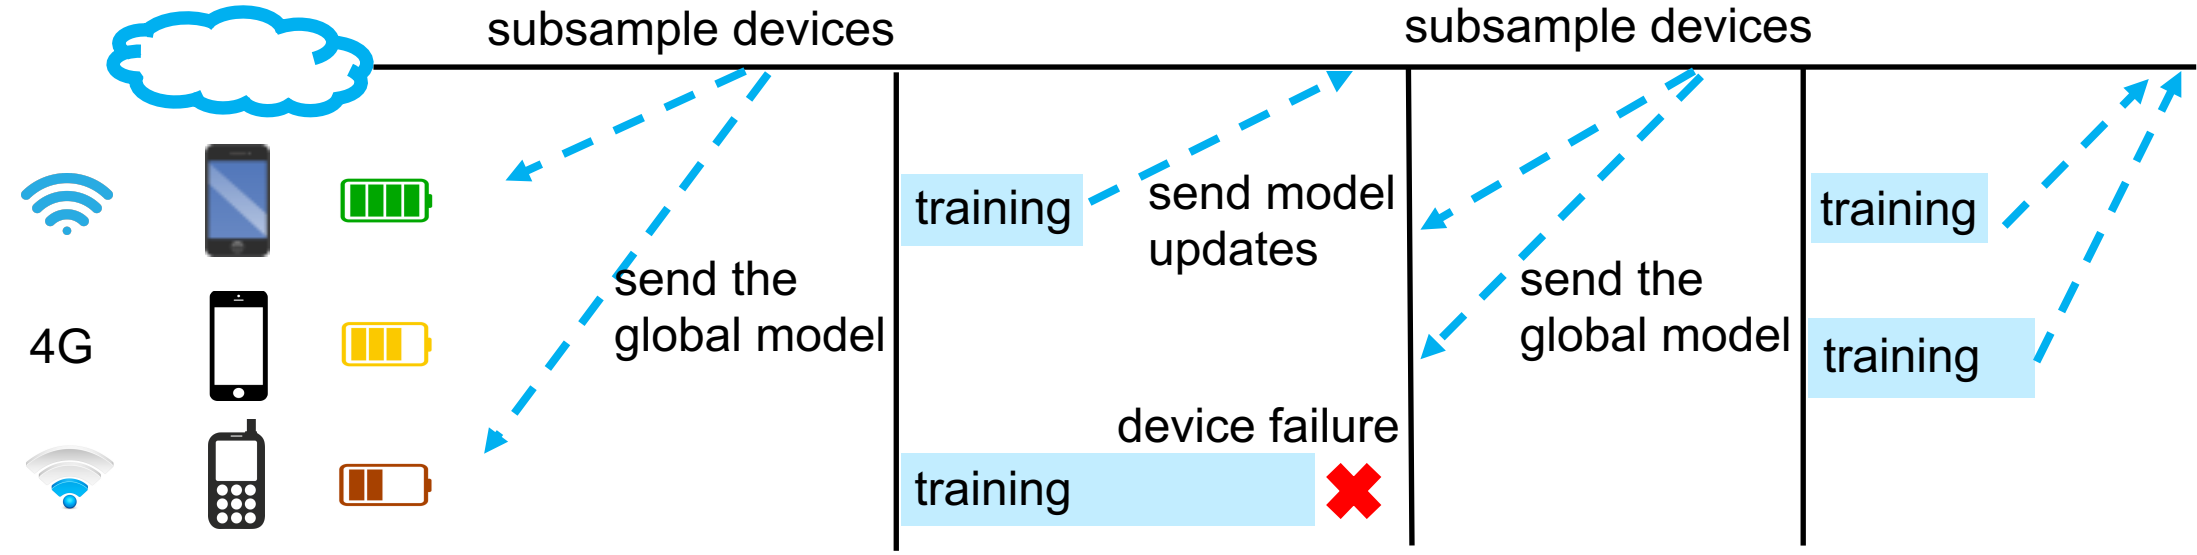 subsample devices
subsample devices
training
send model
updates
training
send the
global model
send the
global model
4G
training
device failure
training